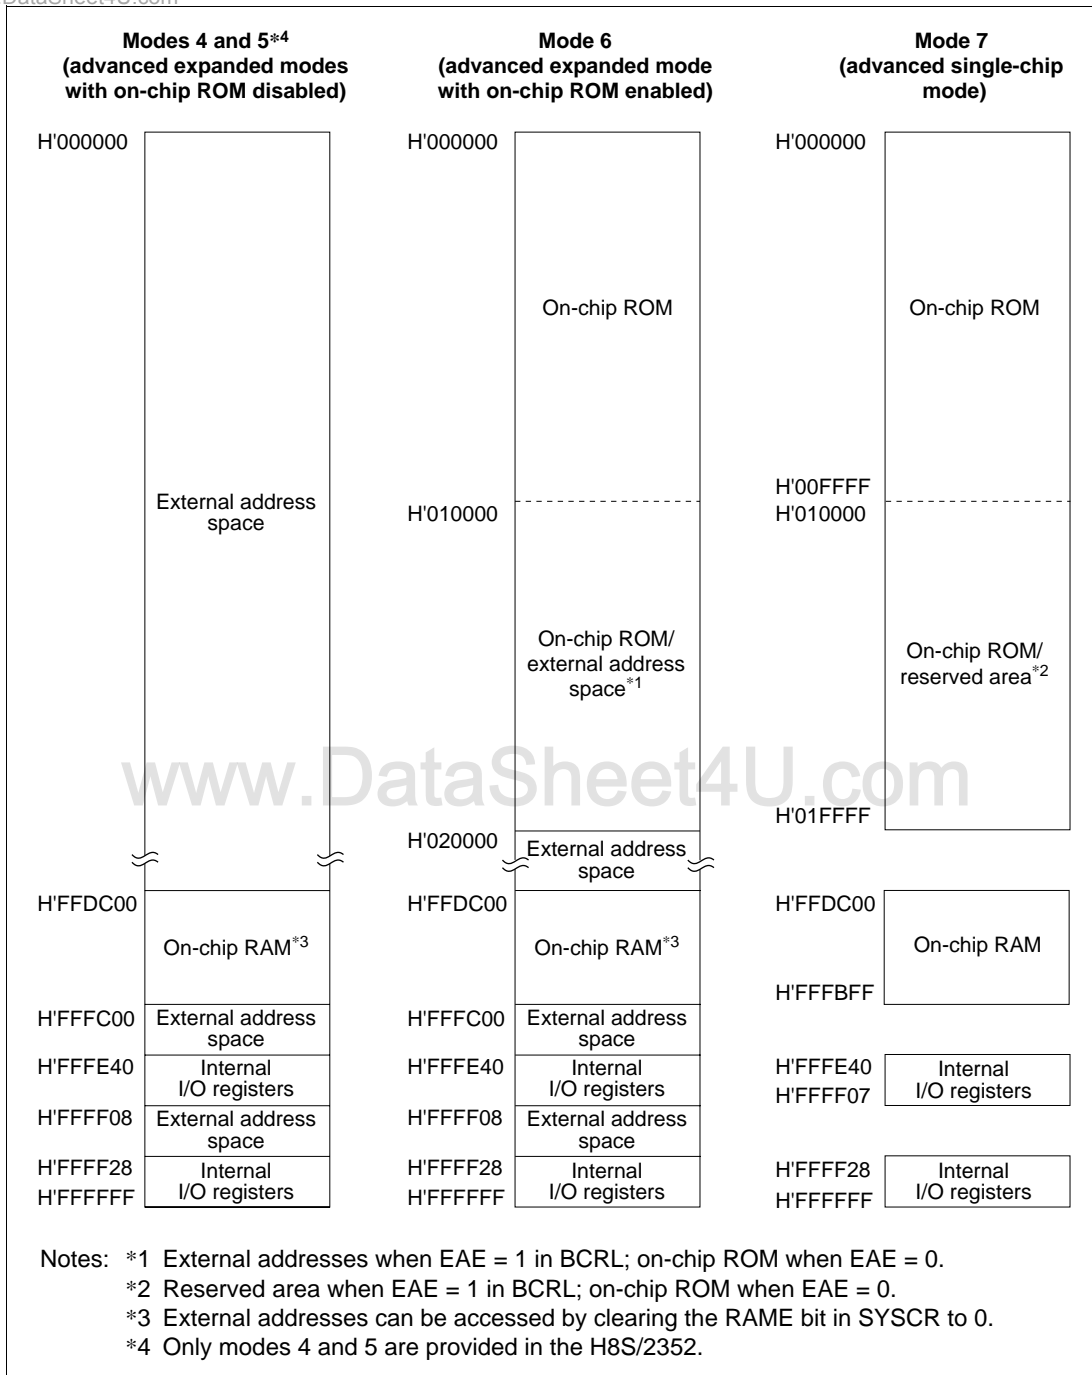 DataSheet4U.com
Modes 4 and 5*4
(advanced expanded modes
with on-chip ROM disabled)
H'000000
External address
space
H'FFDC00
On-chip RAM*3
H'FFFC00
External address
space
H'FFFE40
Internal
I/O registers
H'FFFF08
External address
space
H'FFFF28
Internal
I/O registers
H'FFFFFF
Mode 6
(advanced expanded mode
with on-chip ROM enabled)
H'000000
On-chip ROM
H'010000
On-chip ROM/
external address
space*1
H'020000
External address
space
H'FFDC00
On-chip RAM*3
H'FFFC00
External address
space
H'FFFE40
Internal
I/O registers
H'FFFF08
External address
space
H'FFFF28
Internal
I/O registers
H'FFFFFF
Mode 7
(advanced single-chip
mode)
H'000000
On-chip ROM
H'00FFFF
H'010000
On-chip ROM/
reserved area*2
H'01FFFF
H'FFDC00
On-chip RAM
H'FFFBFF
H'FFFE40
Internal
I/O registers
H'FFFF07
H'FFFF28
Internal
I/O registers
H'FFFFFF
www.DataSheet4U.com
Notes: *1 External addresses when EAE = 1 in BCRL; on-chip ROM when EAE = 0.
*2 Reserved area when EAE = 1 in BCRL; on-chip ROM when EAE = 0.
*3 External addresses can be accessed by clearing the RAME bit in SYSCR to 0.
*4 Only modes 4 and 5 are provided in the H8S/2352.